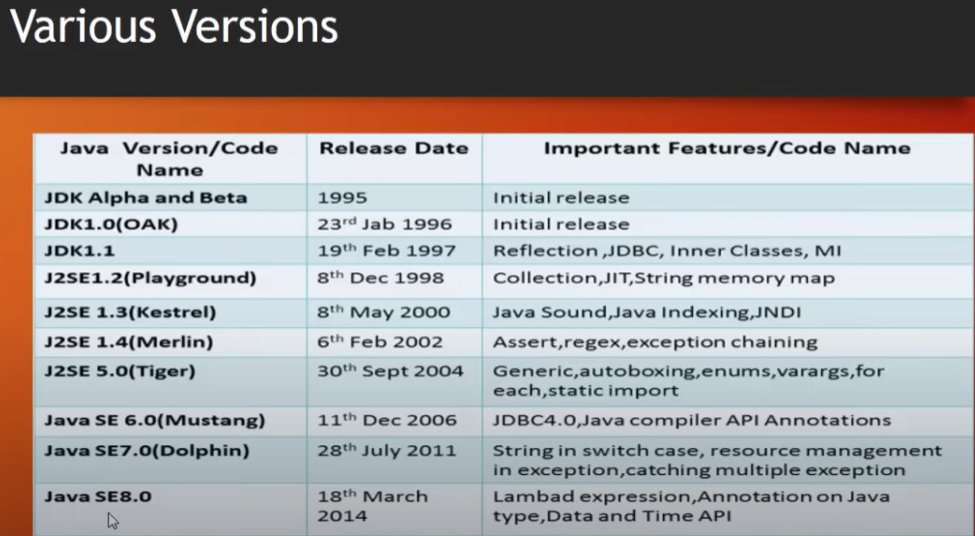 Various Versions
Java Version/Code Name Release Date Important Features/Code Name
JDK Alpha and Beta 1995 Initial release
JDK1.0(OAK) 23rd Jab 1996 Initial release
JDK1.1 19th Feb 1997 Reflection ,JDBC, Inner Classes, MI
J2SE1.2(Playground) 8th Dec 1998 Collection,JIT,String memory map
J2SE 1.3(Kestrel) 8th May 2000 Java Sound,Java Indexing,JNDI
J2SE 1.4(Merlin) 6th Feb 2002 Assert,regex,exception chaining
J2SE 5.0(Tiger) 30th Sept 2004 Generic,autoboxing,enums,varargs,for
each,static import
Java SE 6.0(Mustang) 11th Dec 2006 JDBC4.0,Java compiler API Annotations
Java SE7.0(Dolphin) 28th July 2011 String in switch case, resource management
in exception,catching multiple exception
Java SE8.0 18th March 2014 Lambad expression,Annotation on Java
type,Data and Time API